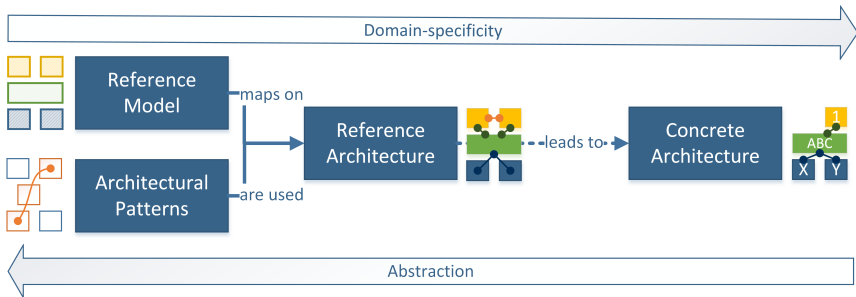 Domain-specificity
Reference
Model
maps on
Architectural
Patterns
are used
Reference
Architecture
leads to
Concrete
Architecture
1
ABC
X Y
Abstraction